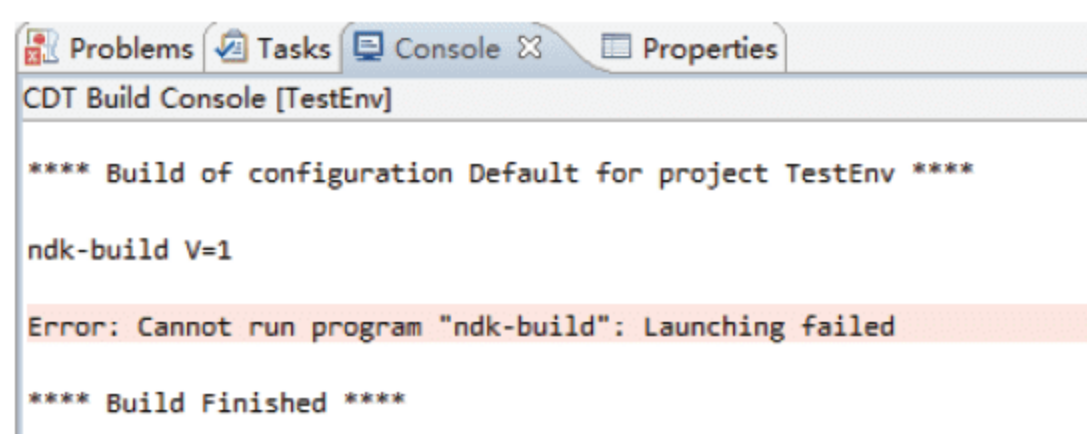 Problems Tasks Console Properties
CDT Build Console [TestEnv]
**** Build of configuration Default for project TestEnv ****
ndk-build V=1
Error: Cannot run program "ndk-build": Launching failed
**** Build Finished ****